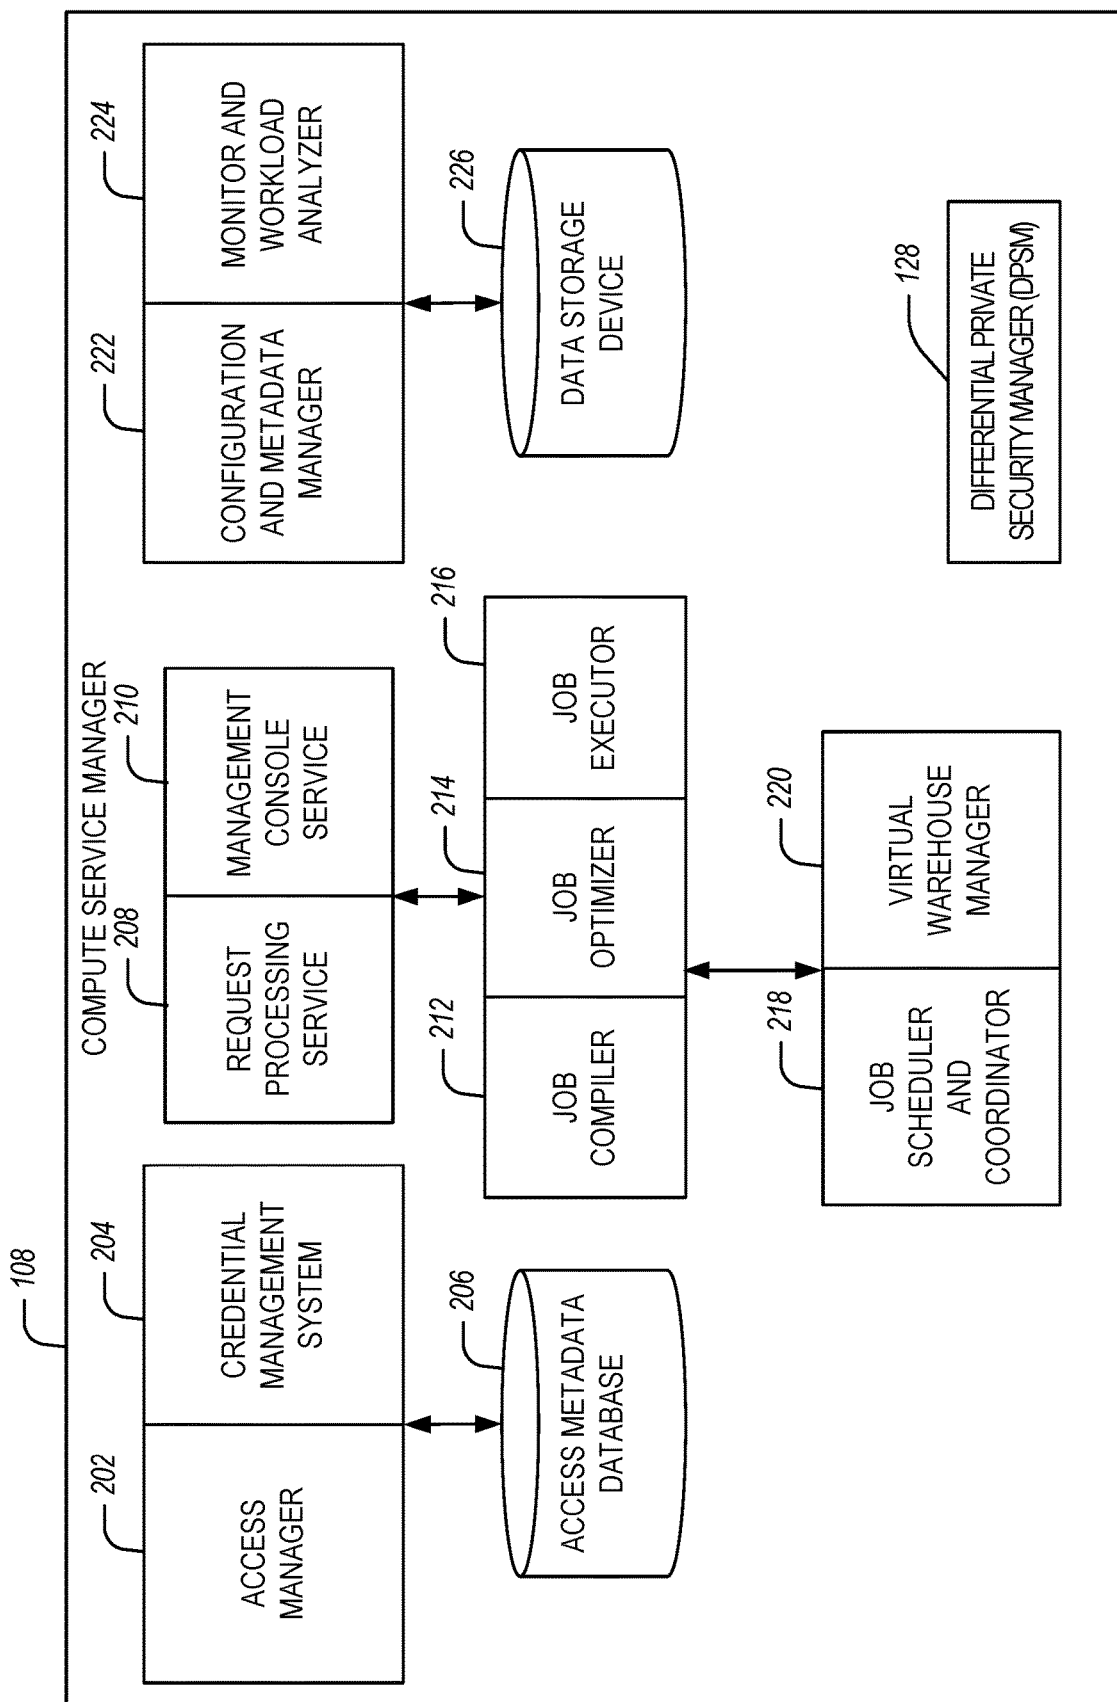 108
COMPUTE SERVICE MANAGER
202
ACCESS
MANAGER
204
CREDENTIAL
MANAGEMENT
SYSTEM
206
ACCESS METADATA
DATABASE
208
REQUEST
PROCESSING
SERVICE
210
MANAGEMENT
CONSOLE
SERVICE
212
JOB
COMPILER
214
JOB
OPTIMIZER
216
JOB
EXECUTOR
218
JOB
SCHEDULER
AND
COORDINATOR
220
VIRTUAL
WAREHOUSE
MANAGER
222
CONFIGURATION
AND METADATA
MANAGER
224
MONITOR AND
WORKLOAD
ANALYZER
226
DATA STORAGE
DEVICE
128
DIFFERENTIAL PRIVATE
SECURITY MANAGER (DPSM)